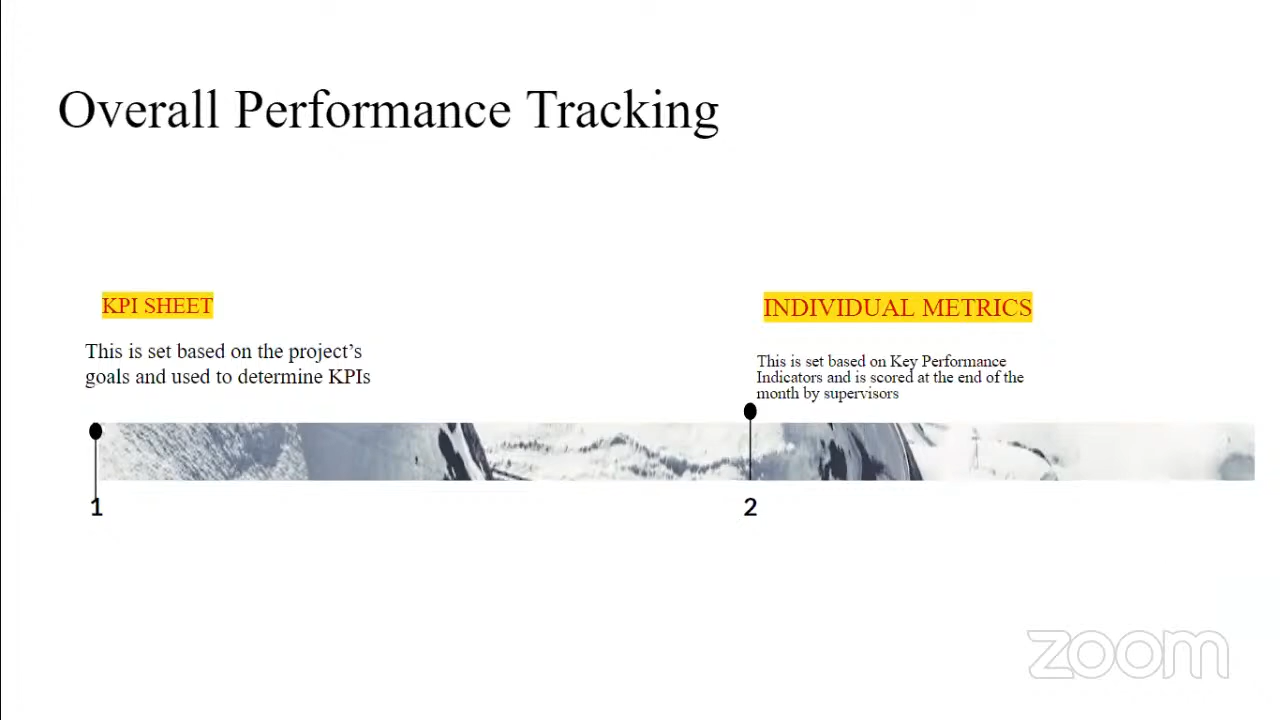 Overall Performance Tracking
KPI SHEET
This is set based on the project’s
goals and used to determine KPIs
INDIVIDUAL METRICS
This is set based on Key Performance
Indicators and is scored at the end of the
month by supervisors
1
2
zoom